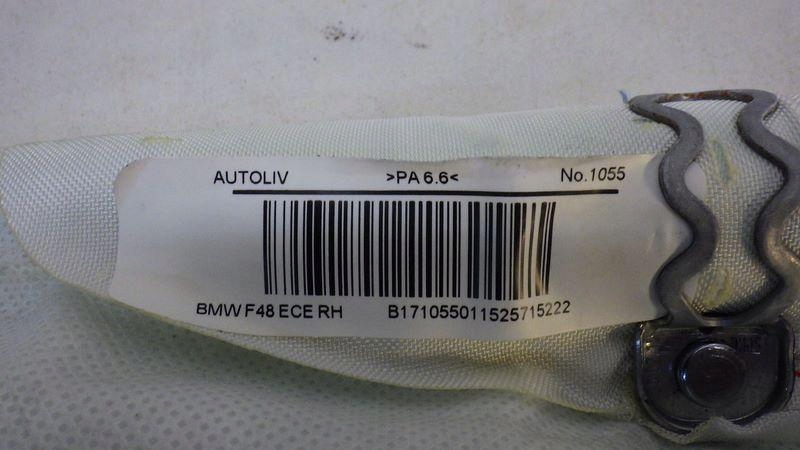 AUTOLIV >PA 6.6< No.1055
BMW F48 ECE RH B171055011525715222